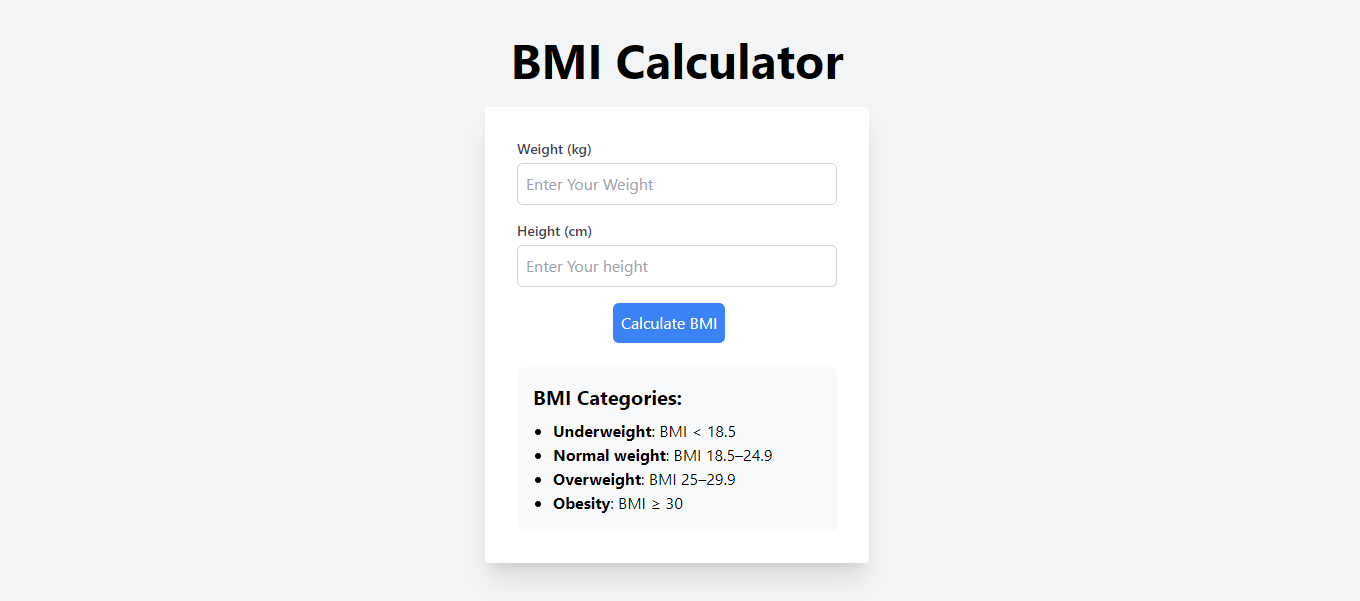 BMI Calculator
Weight (kg)
Enter Your Weight
Height (cm)
Enter Your height
Calculate BMI
BMI Categories:
• Underweight: BMI < 18.5
• Normal weight: BMI 18.5–24.9
• Overweight: BMI 25–29.9
• Obesity: BMI ≥ 30